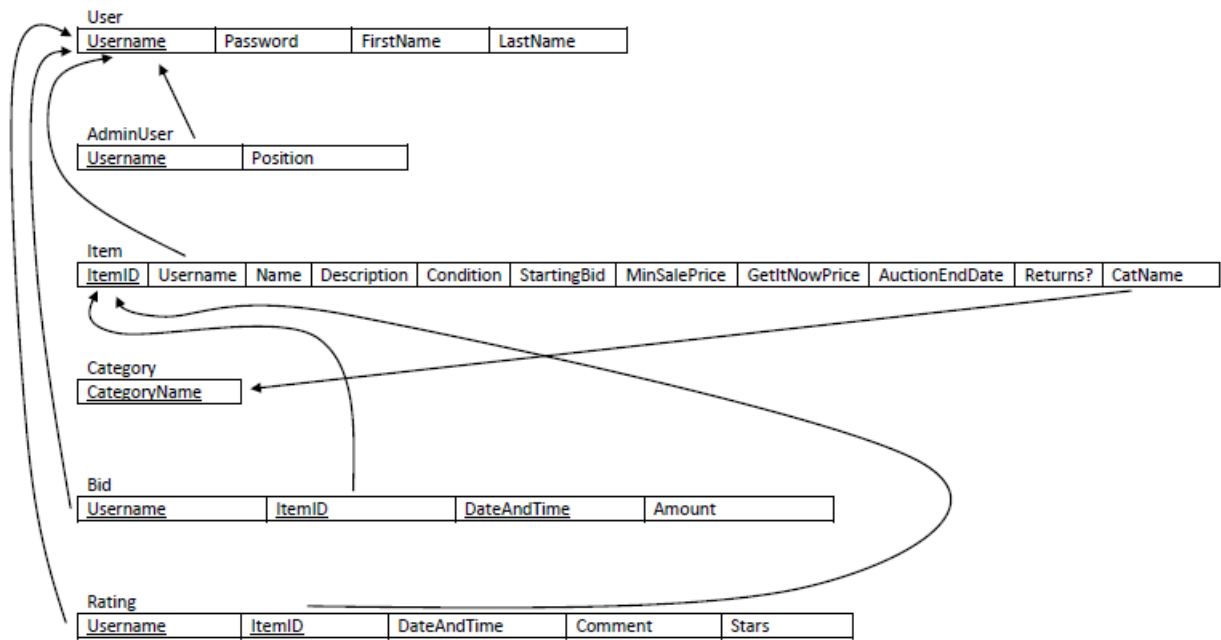 User
Username Password FirstName LastName
AdminUser
Username Position
Item
ItemID Username Name Description Condition StartingBid MinSalePrice GetItNowPrice AuctionEndDate Returns? CatName
Category
CategoryName
Bid
Username ItemID DateAndTime Amount
Rating
Username ItemID DateAndTime Comment Stars